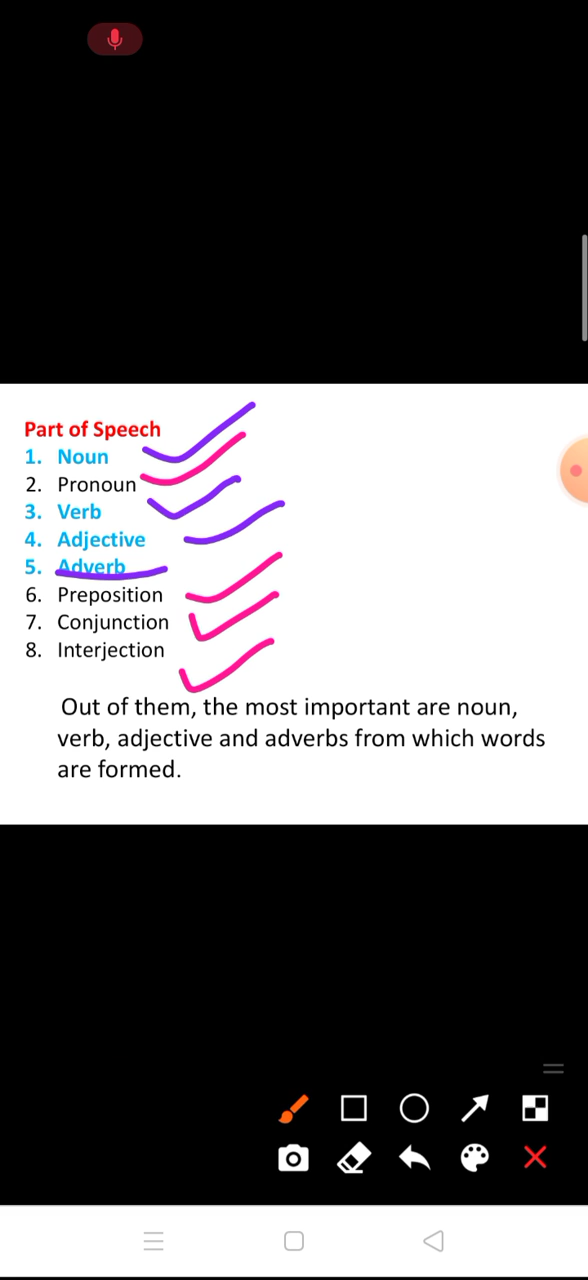 Part of Speech
1. Noun
2. Pronoun
3. Verb
4. Adjective
5. Adverb
6. Preposition
7. Conjunction
8. Interjection
Out of them, the most important are noun,
verb, adjective and adverbs from which words
are formed.